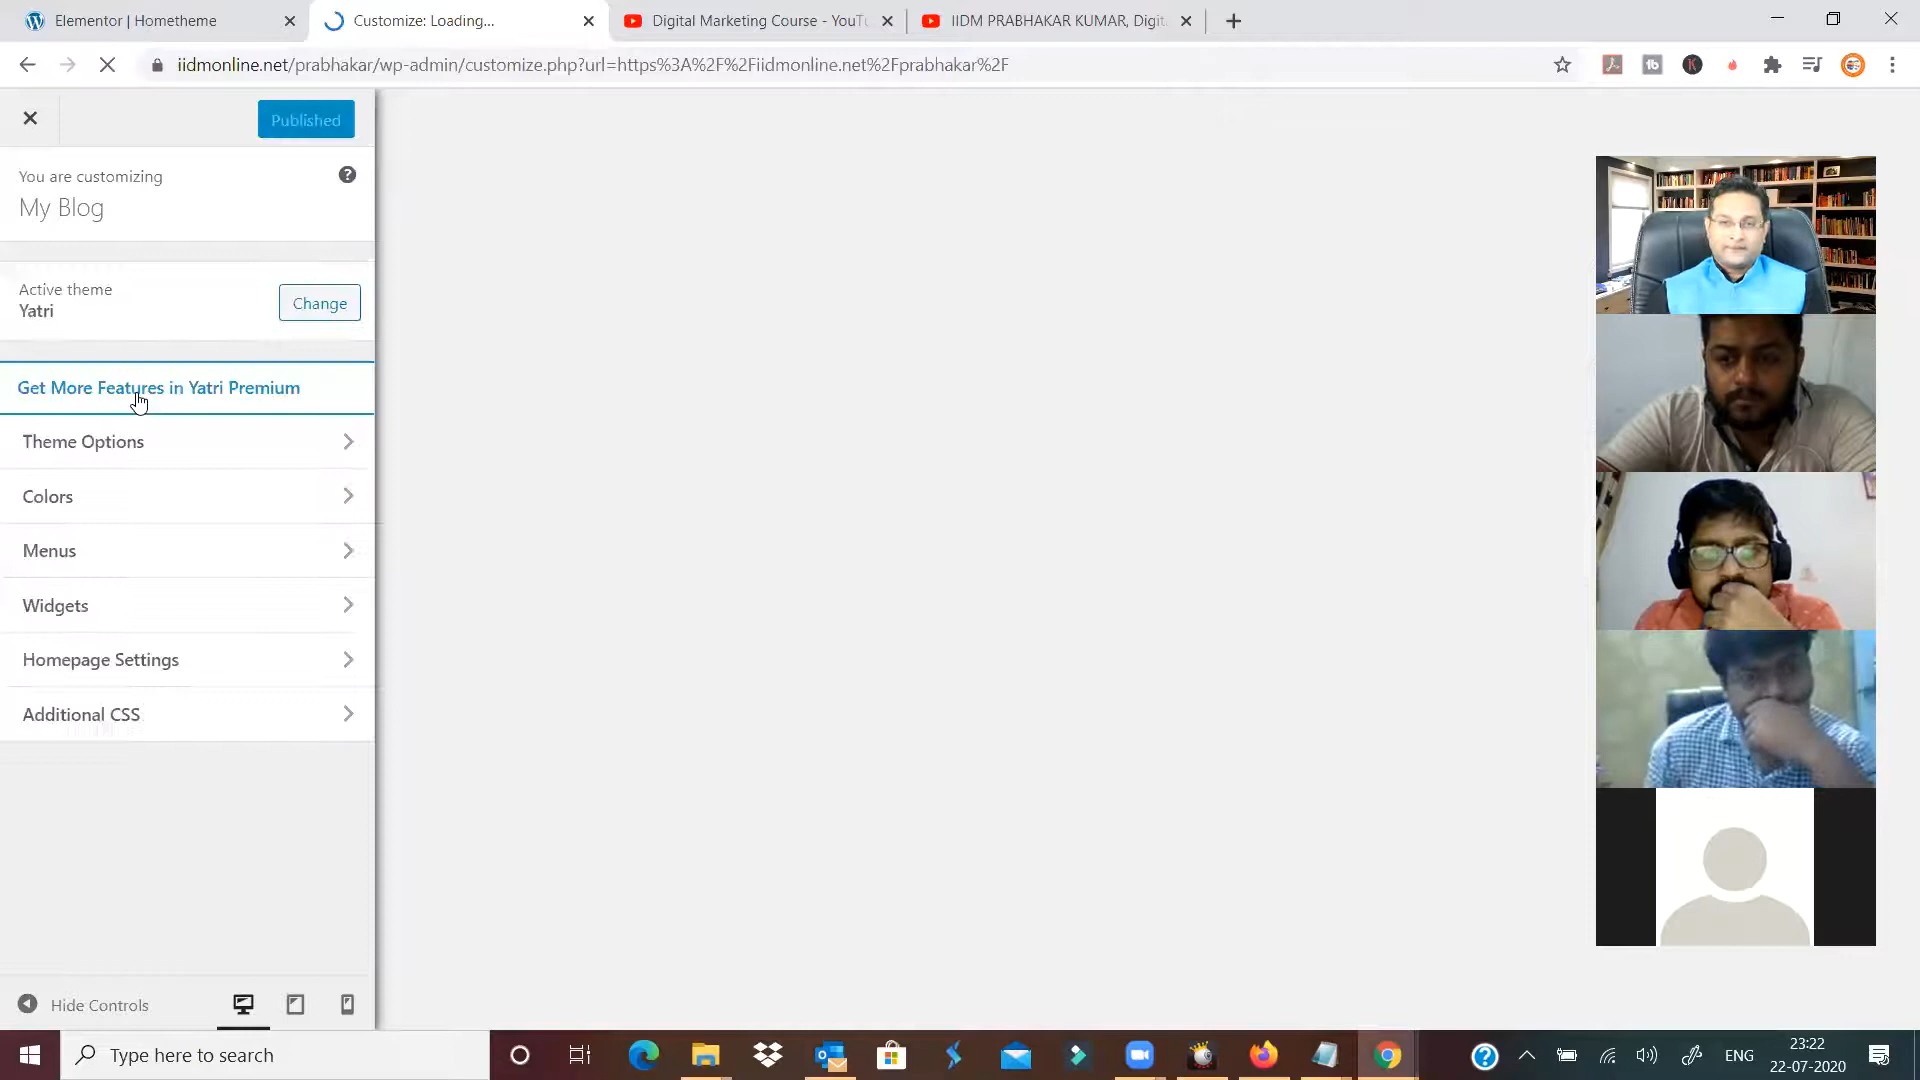 Elementor | Hometheme
Customize: Loading...
Digital Marketing Course - YouTu
IIDM PRABHAKAR KUMAR, Digit
iidmonline.net/prabhakar/wp-admin/customize.php?url=https%3A%2F%2Fiidmonline.net%2Fprabhakar%2F
Published
You are customizing
My Blog
Active theme
Yatri
Change
Get More Features in Yatri Premium
Theme Options
Colors
Menus
Widgets
Homepage Settings
Additional CSS
Hide Controls
Type here to search
ENG
23:22
22-07-2020